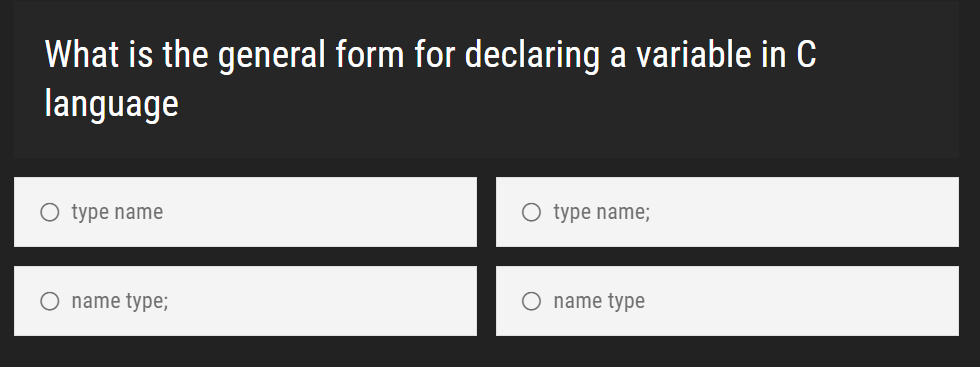 What is the general form for declaring a variable in C
language
type name
type name;
name type;
name type